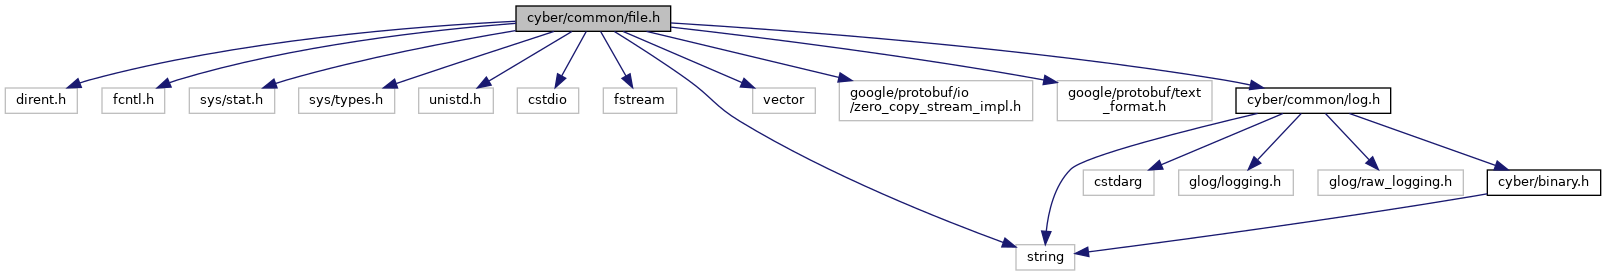 cyber/common/file.h
dirent.h
fcntl.h
sys/stat.h
sys/types.h
unistd.h
cstdio
fstream
vector
google/protobuf/io
/zero_copy_stream_impl.h
google/protobuf/text
_format.h
cyber/common/log.h
cstdarg
glog/logging.h
glog/raw_logging.h
cyber/binary.h
string